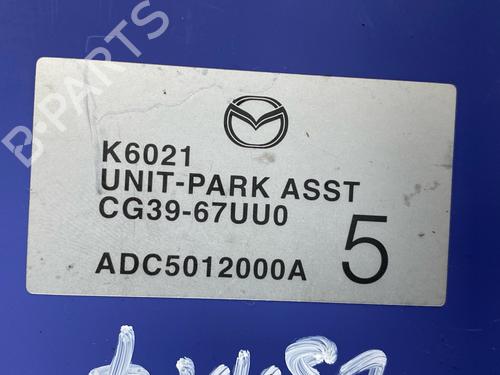 B-PARTS
K6021
UNIT-PARK ASST
CG39-67UU0
ADC5012000A 5